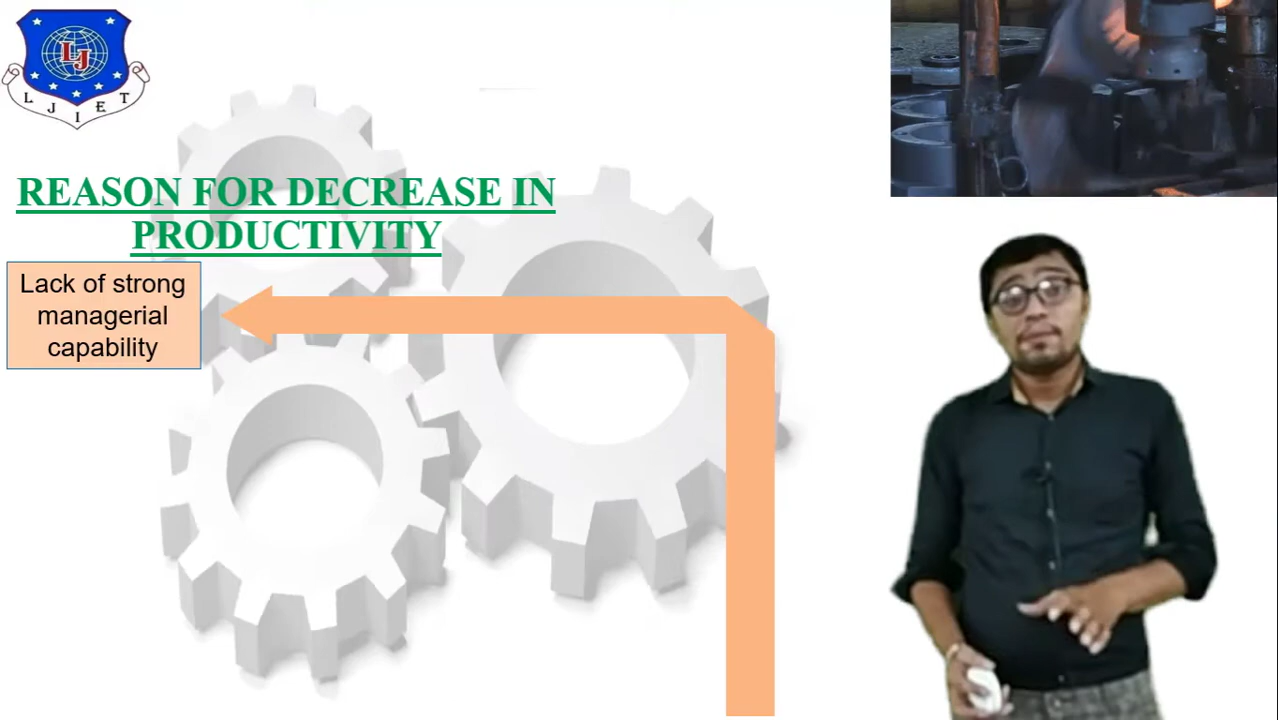 LJ
L J I E T
REASON FOR DECREASE IN
PRODUCTIVITY
Lack of strong
managerial
capability